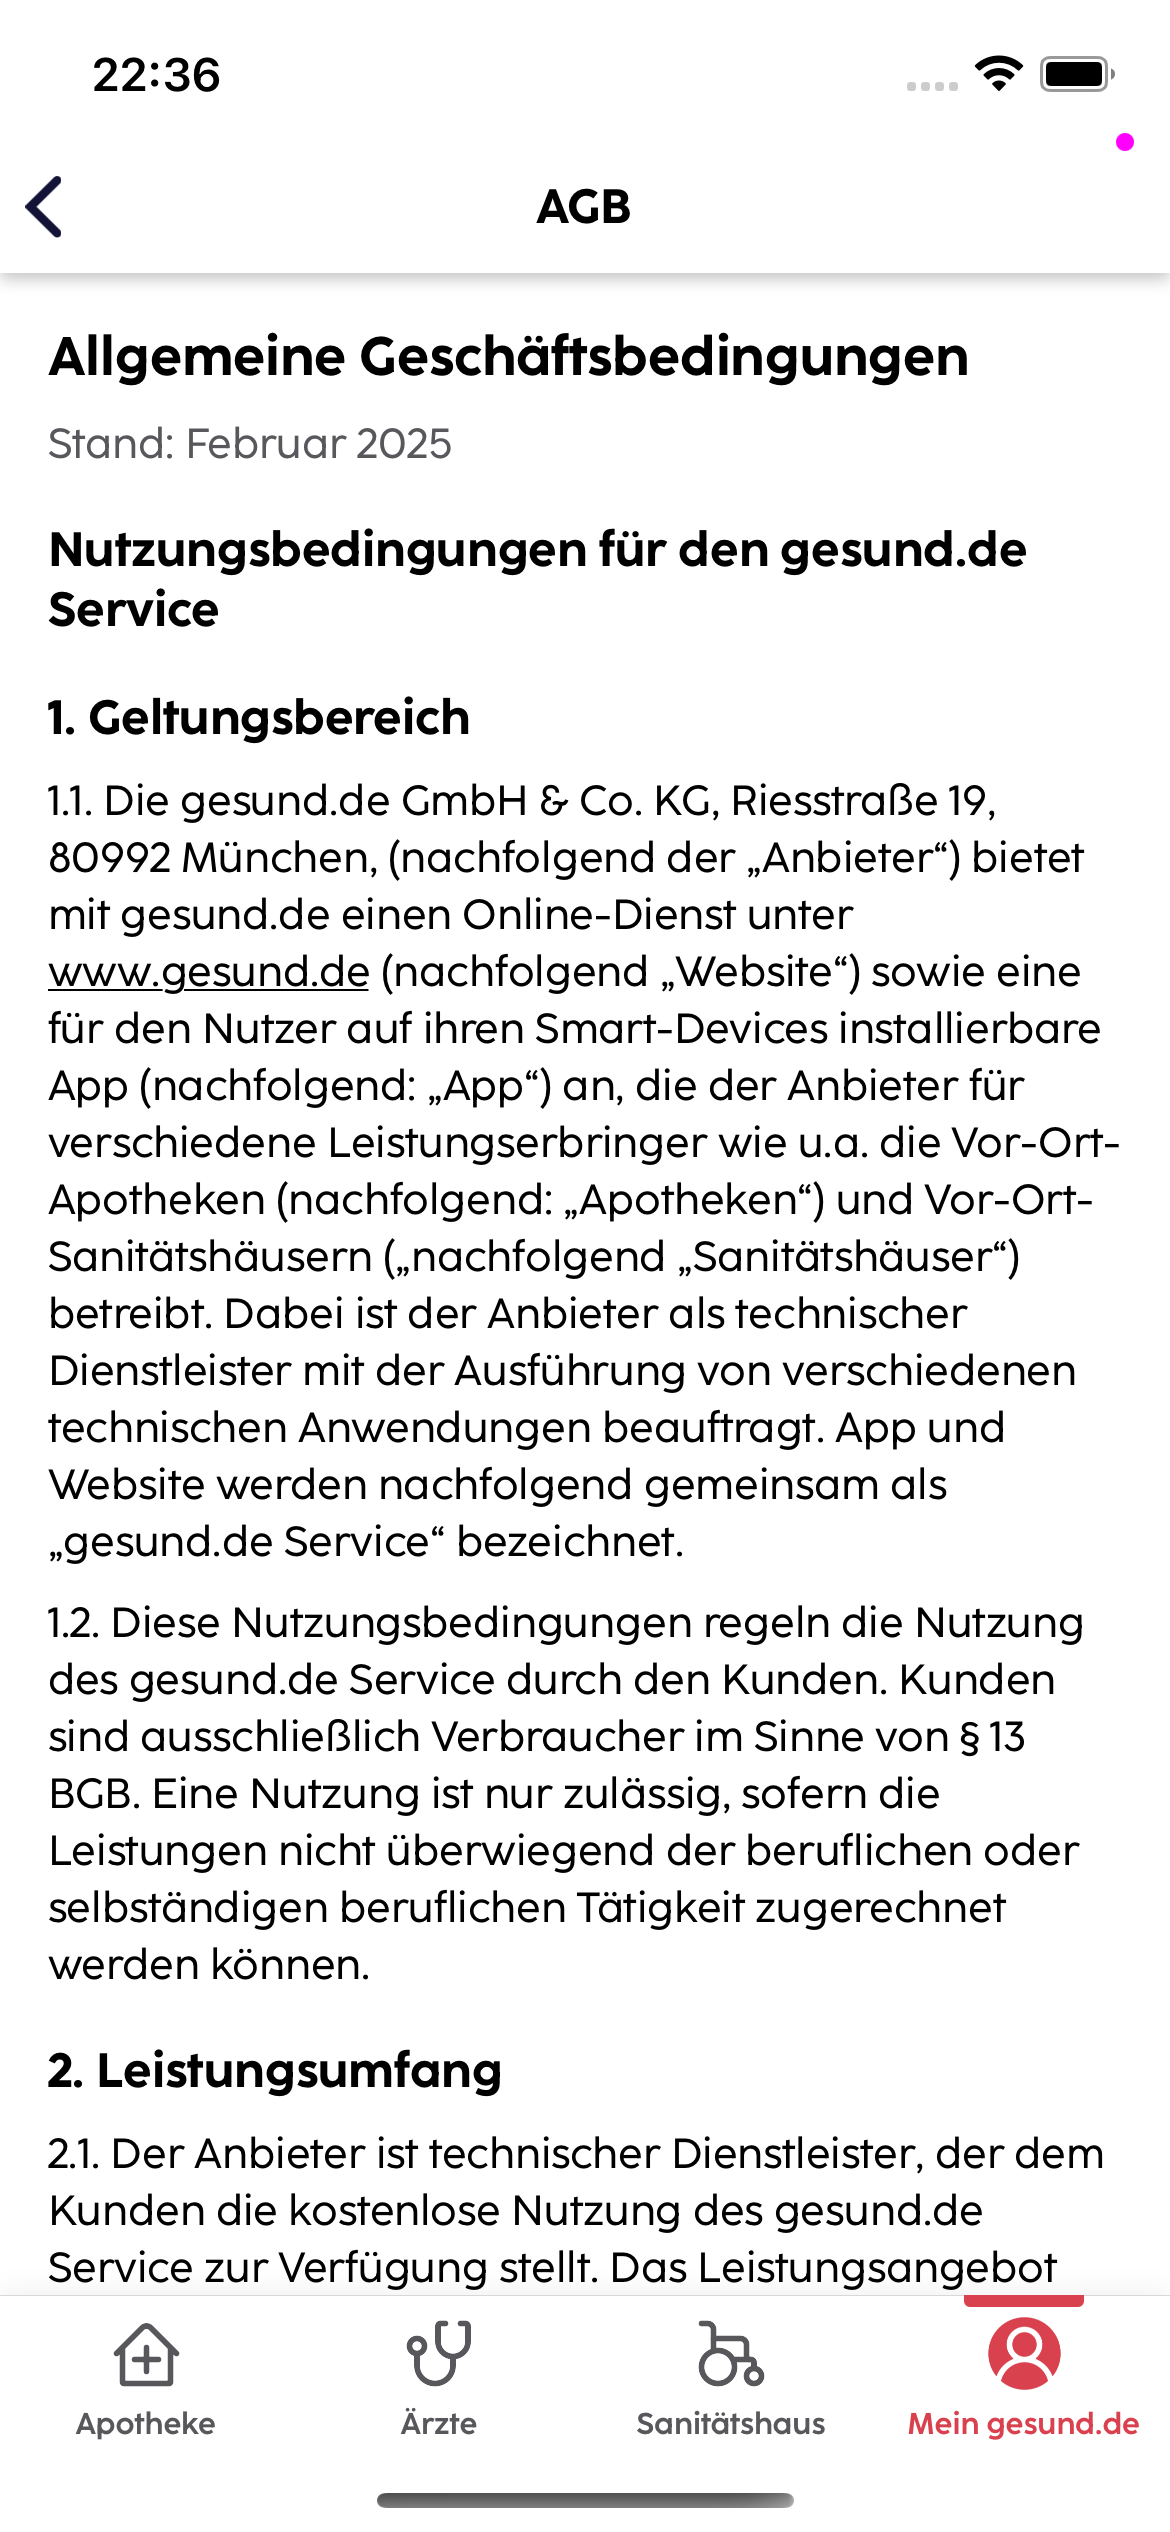 22:36
AGB
Allgemeine Geschäftsbedingungen
Stand: Februar 2025
Nutzungsbedingungen für den gesund.de
Service
1. Geltungsbereich
1.1. Die gesund.de GmbH & Co. KG, Riesstraße 19,
80992 München, (nachfolgend der „Anbieter“) bietet
mit gesund.de einen Online-Dienst unter
www.gesund.de (nachfolgend „Website“) sowie eine
für den Nutzer auf ihren Smart-Devices installierbare
App (nachfolgend: „App“) an, die der Anbieter für
verschiedene Leistungserbringer wie u.a. die Vor-Ort-
Apotheken (nachfolgend: „Apotheken“) und Vor-Ort-
Sanitätshäusern („nachfolgend „Sanitätshäuser“)
betreibt. Dabei ist der Anbieter als technischer
Dienstleister mit der Ausführung von verschiedenen
technischen Anwendungen beauftragt. App und
Website werden nachfolgend gemeinsam als
„gesund.de Service“ bezeichnet.
1.2. Diese Nutzungsbedingungen regeln die Nutzung
des gesund.de Service durch den Kunden. Kunden
sind ausschließlich Verbraucher im Sinne von § 13
BGB. Eine Nutzung ist nur zulässig, sofern die
Leistungen nicht überwiegend der beruflichen oder
selbständigen beruflichen Tätigkeit zugerechnet
werden können.
2. Leistungsumfang
2.1. Der Anbieter ist technischer Dienstleister, der dem
Kunden die kostenlose Nutzung des gesund.de
Service zur Verfügung stellt. Das Leistungsangebot
Apotheke
Ärzte
Sanitätshaus
Mein gesund.de